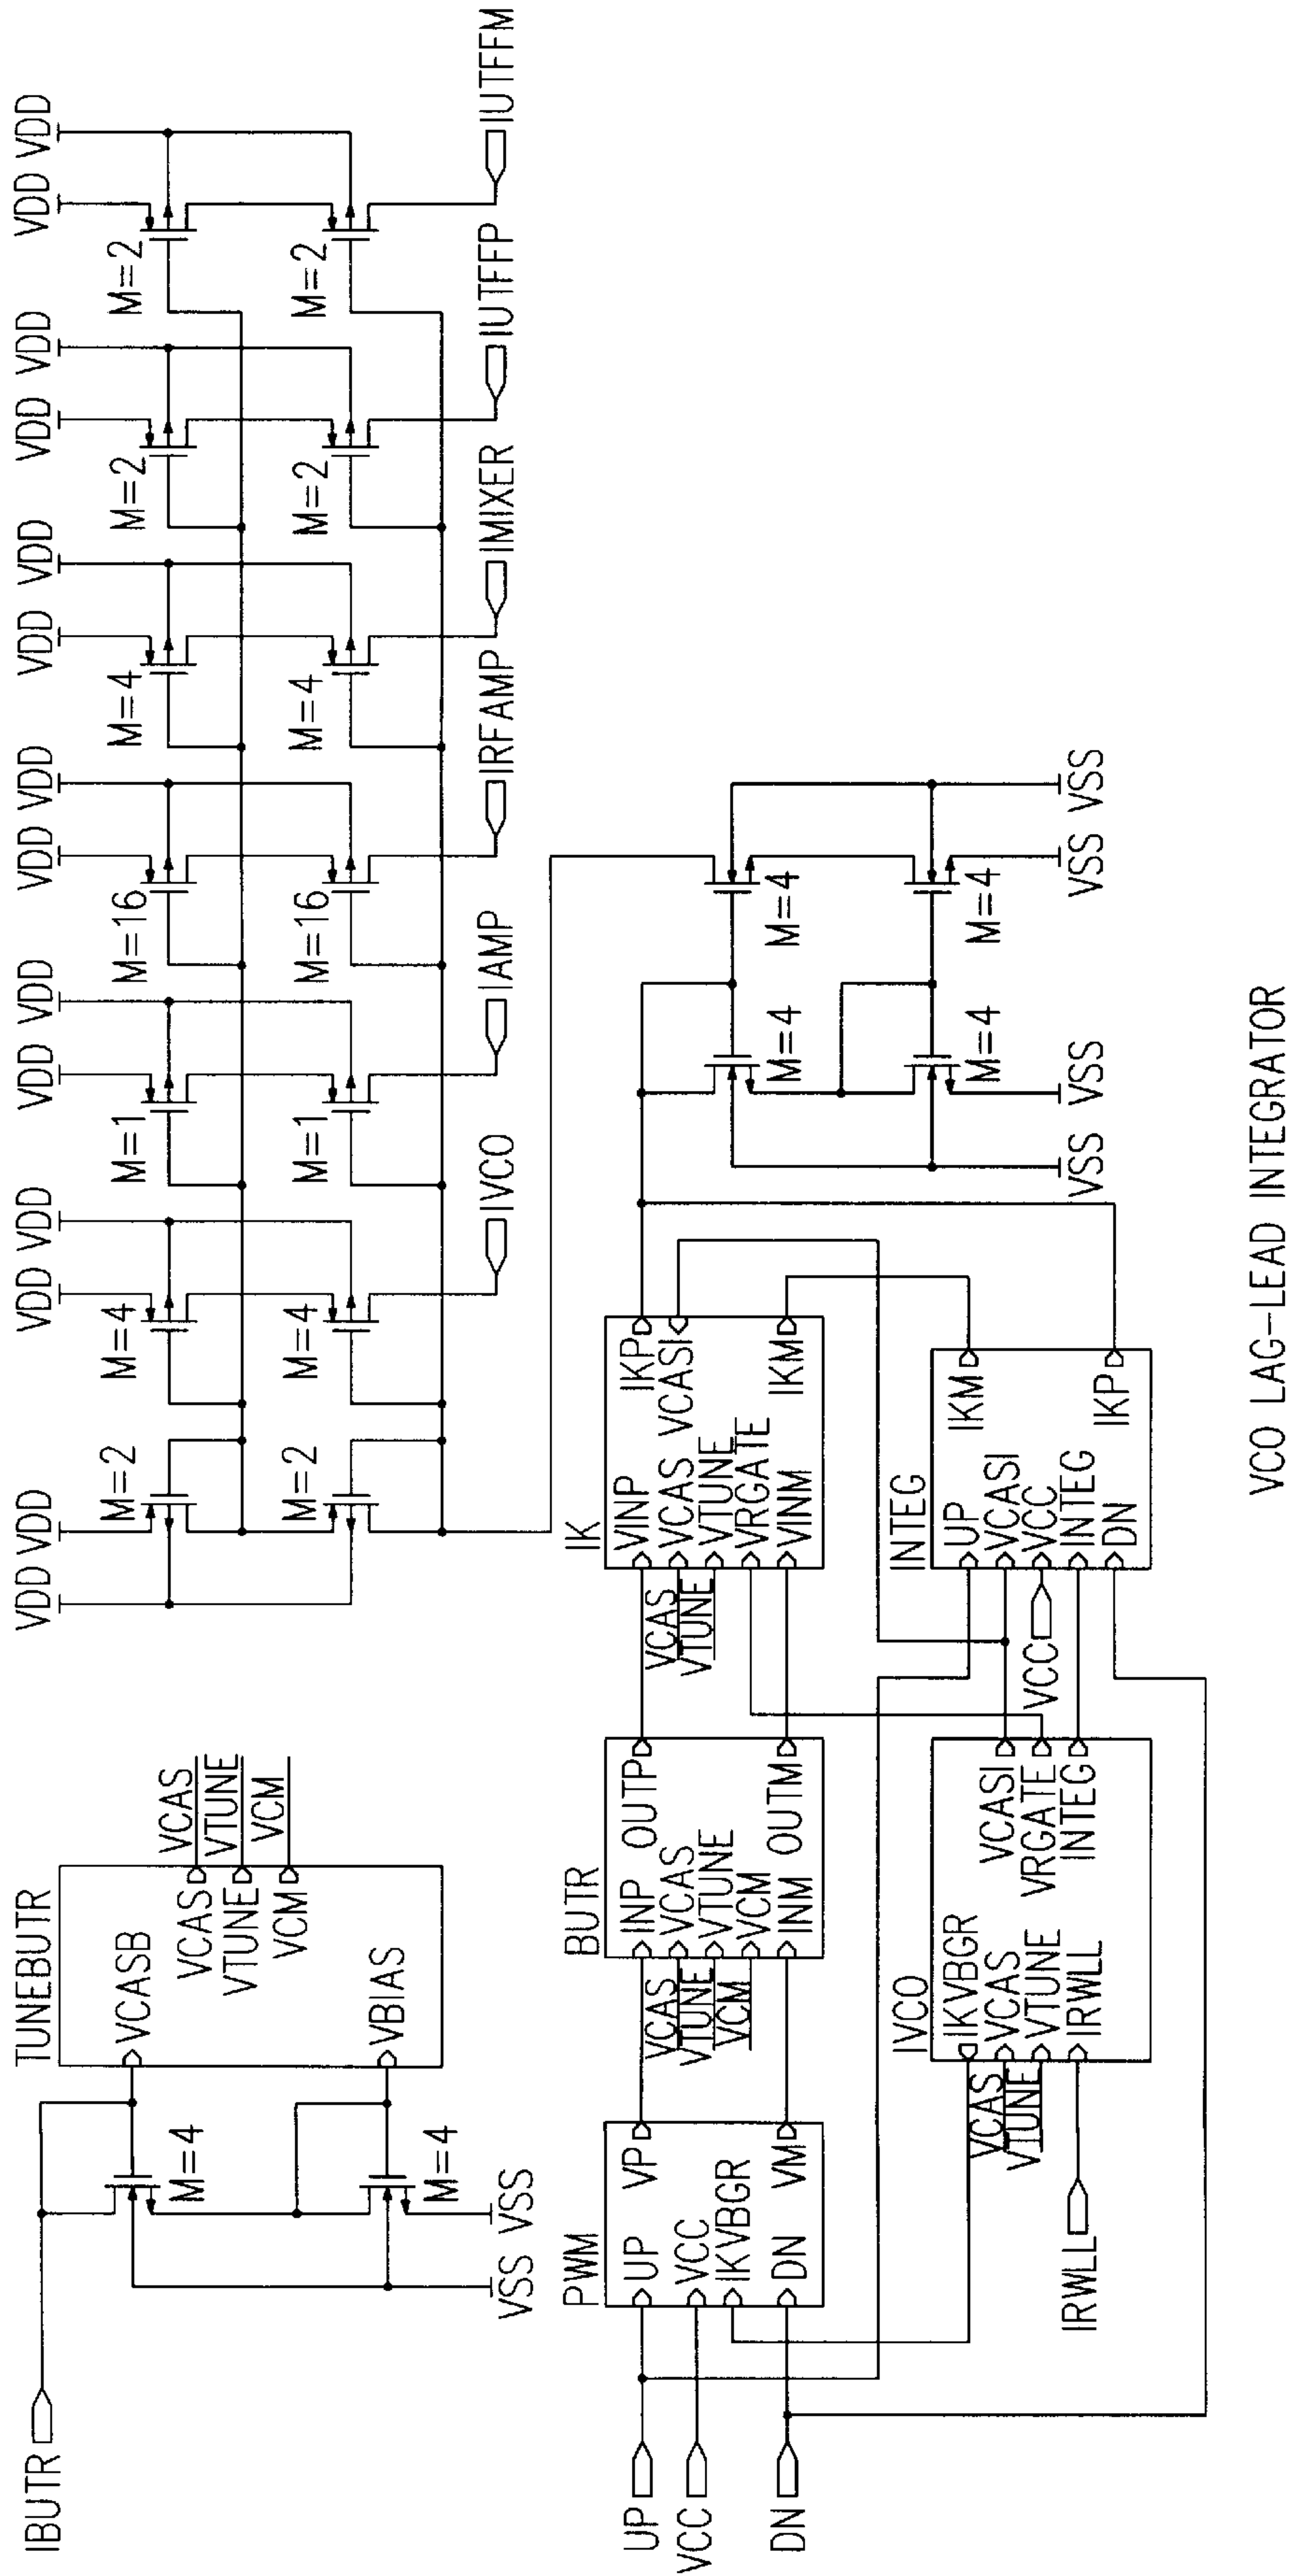 VDD VDD
VDD VDD
VDD VDD
VDD VDD
VDD VDD
VDD VDD
VDD VDD
M=2
M=4
M=1
M=16
M=4
M=2
M=2
M=2
M=4
M=1
M=16
M=4
M=2
M=2
IVCO
IAMP
IRFAMP
IMIXER
IUTFFP
IUTFFM
IBUTR
M=4
M=4
VSS VSS
TUNEBUTR
VCASB
VBIAS
VCAS
VTUNE
VCM
VCAS
VTUNE
VCM
UP
VCC
DN
PWM
UP
VCC
IKVBGR
DN
VP
VM
VCAS
VTUNE
VCM
BUTR
INP
VCAS
VTUNE
VCM
INM
OUTP
OUTM
VCAS
VTUNE
IK
VINP
VCAS
VTUNE
VRGATE
VINM
IKP
VCASI
IKM
M=4
M=4
M=4
M=4
VSS VSS
VSS VSS
IRWLL
VCAS
VTUNE
IVCO
IKVBGR
VCAS
VTUNE
IRWLL
VCASI
VRGATE
INTEG
VCC
INTEG
UP
VCASI
VCC
INTEG
DN
IKM
IKP
VCO LAG-LEAD INTEGRATOR